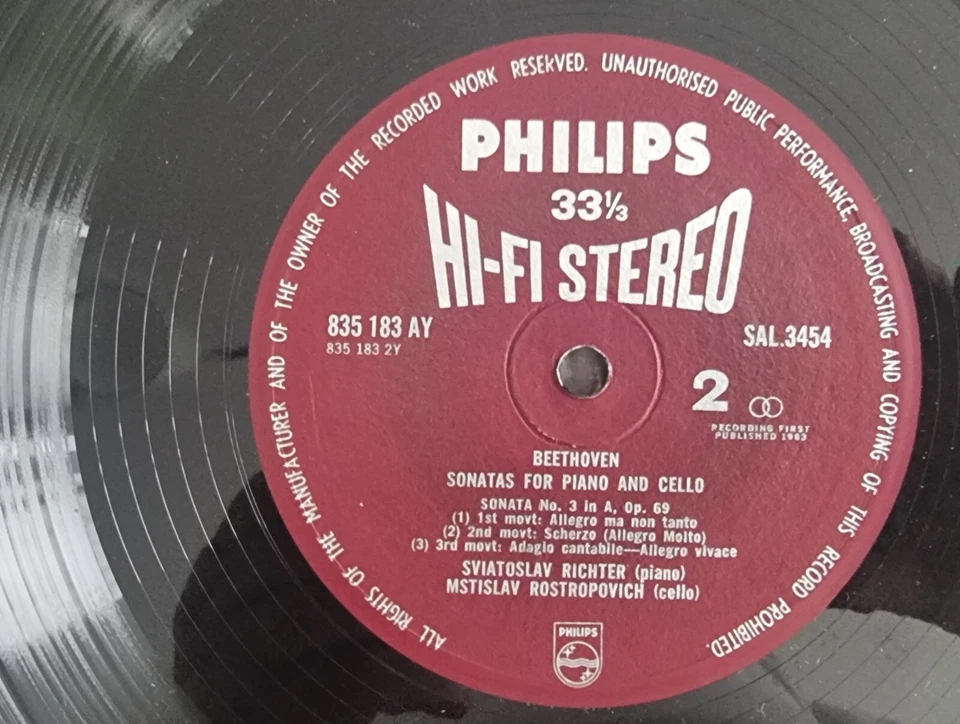 ALL RIGHTS OF THE MANUFACTURER AND OF THE OWNER OF THE RECORDED WORK RESERVED. UNAUTHORISED PUBLIC PERFORMANCE, BROADCASTING AND COPYING OF THIS RECORD PROHIBITED.
PHILIPS
33⅓
HI-FI STEREO
835 183 AY
835 183 2Y
SAL.3454
2
RECORDING FIRST
PUBLISHED 1963
BEETHOVEN
SONATAS FOR PIANO AND CELLO
SONATA No. 3 in A, Op. 69
(1) 1st movt: Allegro ma non tanto
(2) 2nd movt: Scherzo (Allegro Molto)
(3) 3rd movt: Adagio cantabile—Allegro vivace
SVIATOSLAV RICHTER (piano)
MSTISLAV ROSTROPOVICH (cello)
PHILIPS